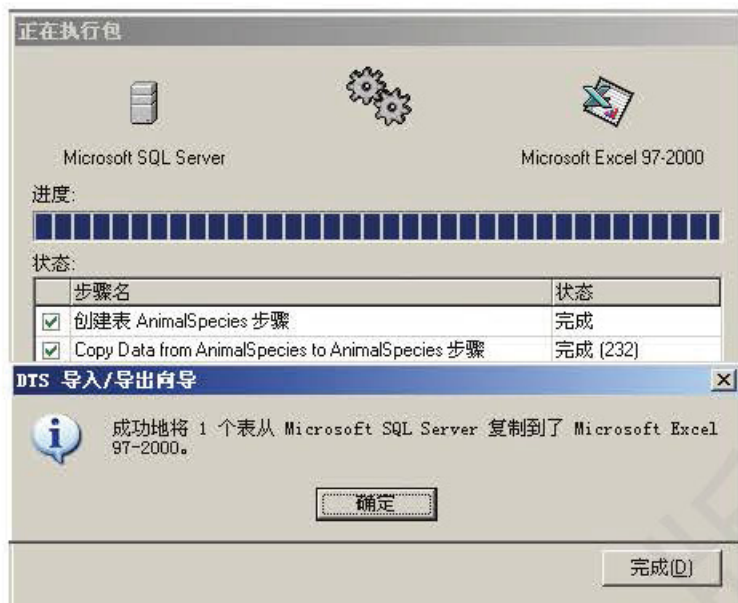 正在执行包
Microsoft SQL Server
Microsoft Excel 97-2000
进度:
状态:
步骤名 状态
创建表 AnimalSpecies 步骤 完成
Copy Data from AnimalSpecies to AnimalSpecies 步骤 完成 (232)
DTS 导入/导出向导
成功地将 1 个表从 Microsoft SQL Server 复制到了 Microsoft Excel
97-2000。
确定
完成(D)